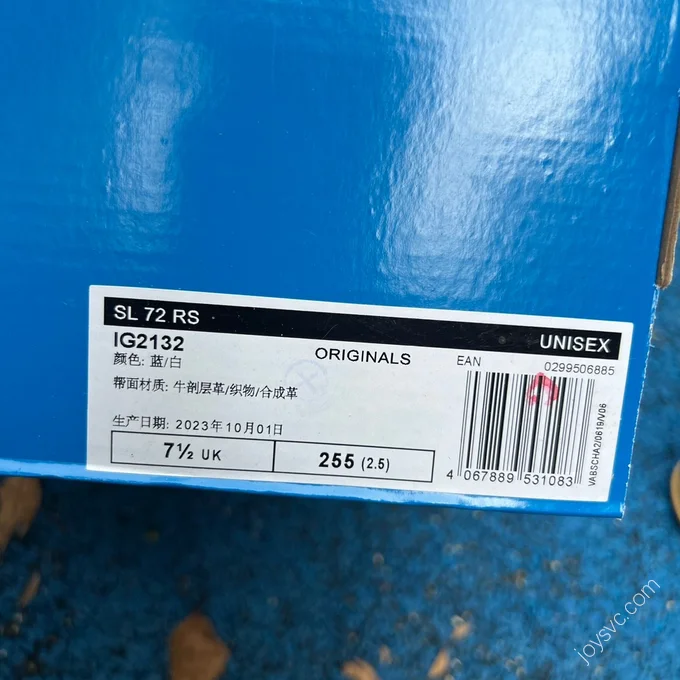 SL 72 RS
UNISEX
IG2132
ORIGINALS
EAN
0299506885
颜色: 蓝/白
帮面材质: 牛剖层革/织物/合成革
生产日期: 2023年10月01日
7½ UK
255 (2.5)
4 067889 531083
VABSCHA2/0619/V06
joysvc.com